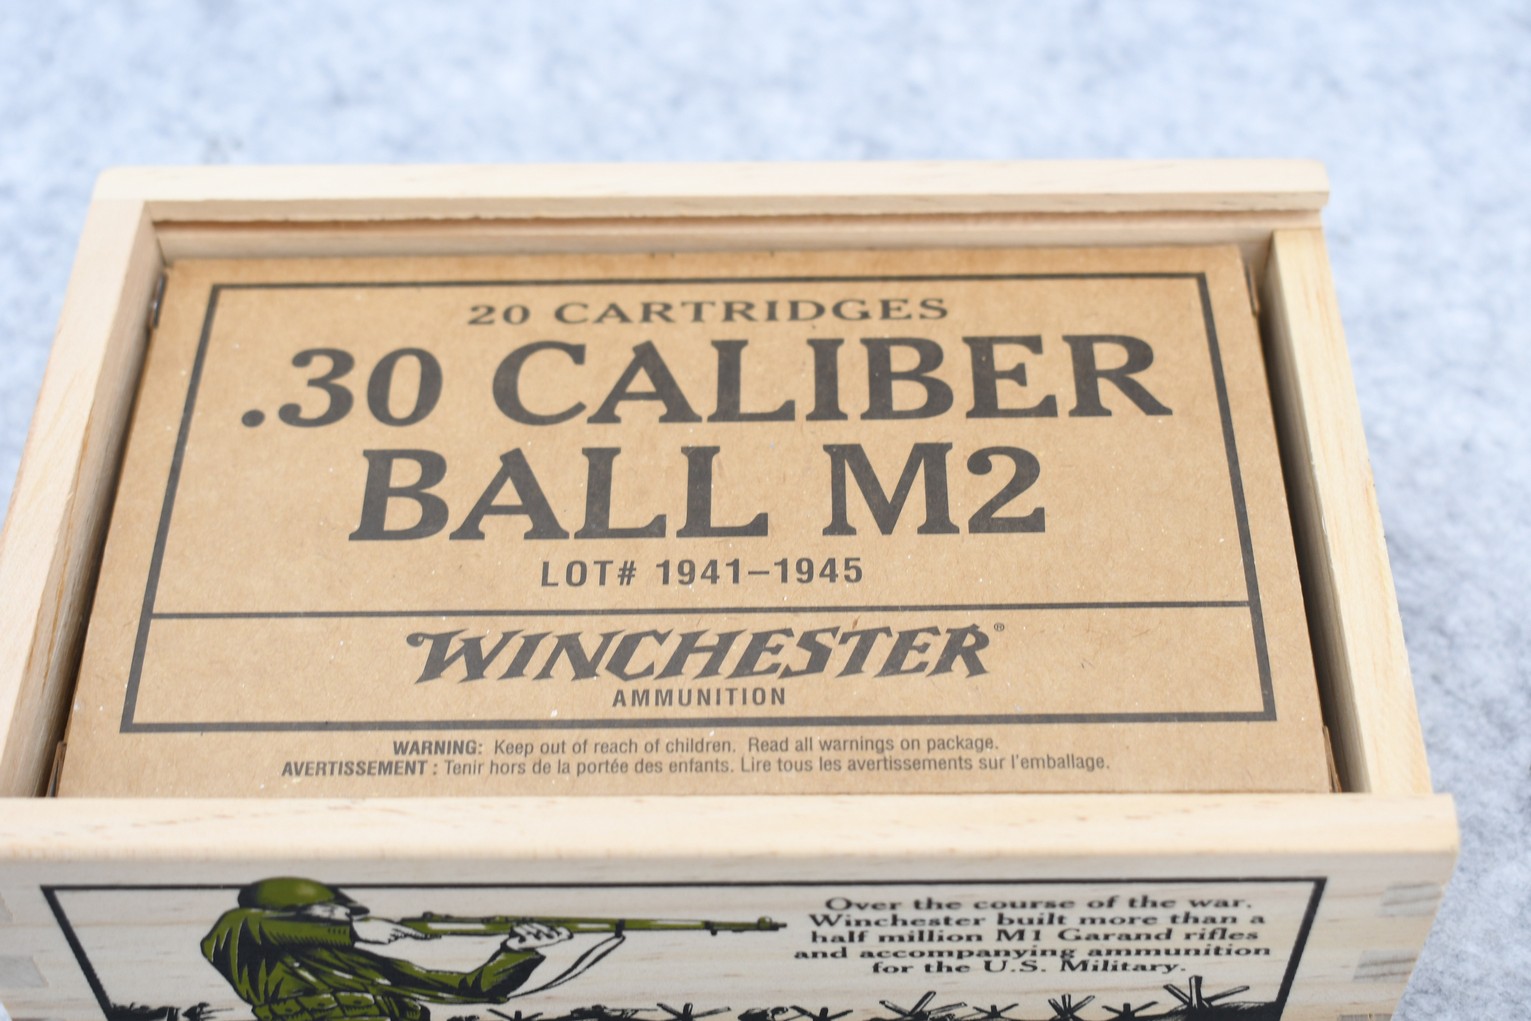 20 CARTRIDGES
.30 CALIBER
BALL M2
LOT# 1941–1945
WINCHESTER®
AMMUNITION
WARNING: Keep out of reach of children. Read all warnings on package.
AVERTISSEMENT : Tenir hors de la portée des enfants. Lire tous les avertissements sur l'emballage.
Over the course of the war,
Winchester built more than a
half million M1 Garand rifles
and accompanying ammunition
for the U.S. Military.